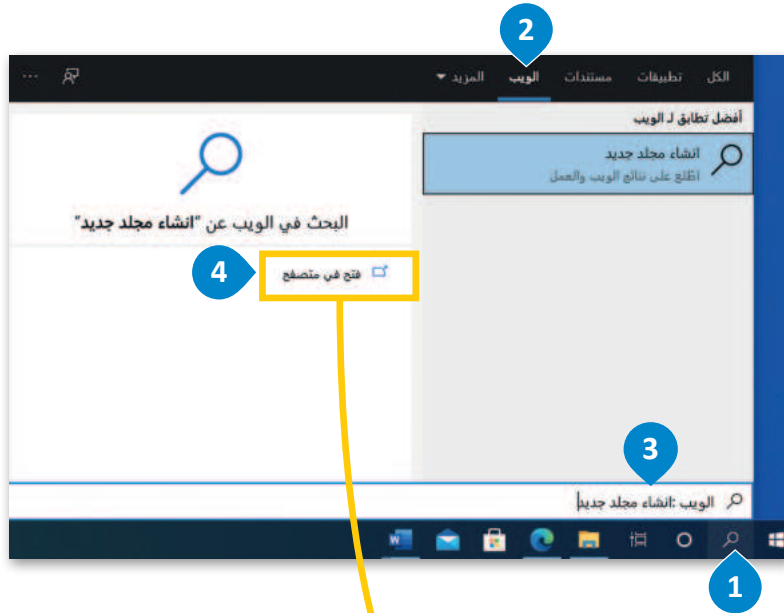 2
الكل تطبيقات مستندات الويب المزيد
أفضل تطابق لـ الويب
انشاء مجلد جديد
اطّلع على نتائج الويب والعمل
البحث في الويب عن "انشاء مجلد جديد"
4
فتح في متصفح
3
الويب :انشاء مجلد جديد
W
1